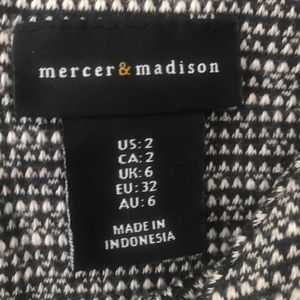 mercer&madison
US: 2
CA: 2
UK: 6
EU: 32
AU: 6
MADE IN
INDONESIA